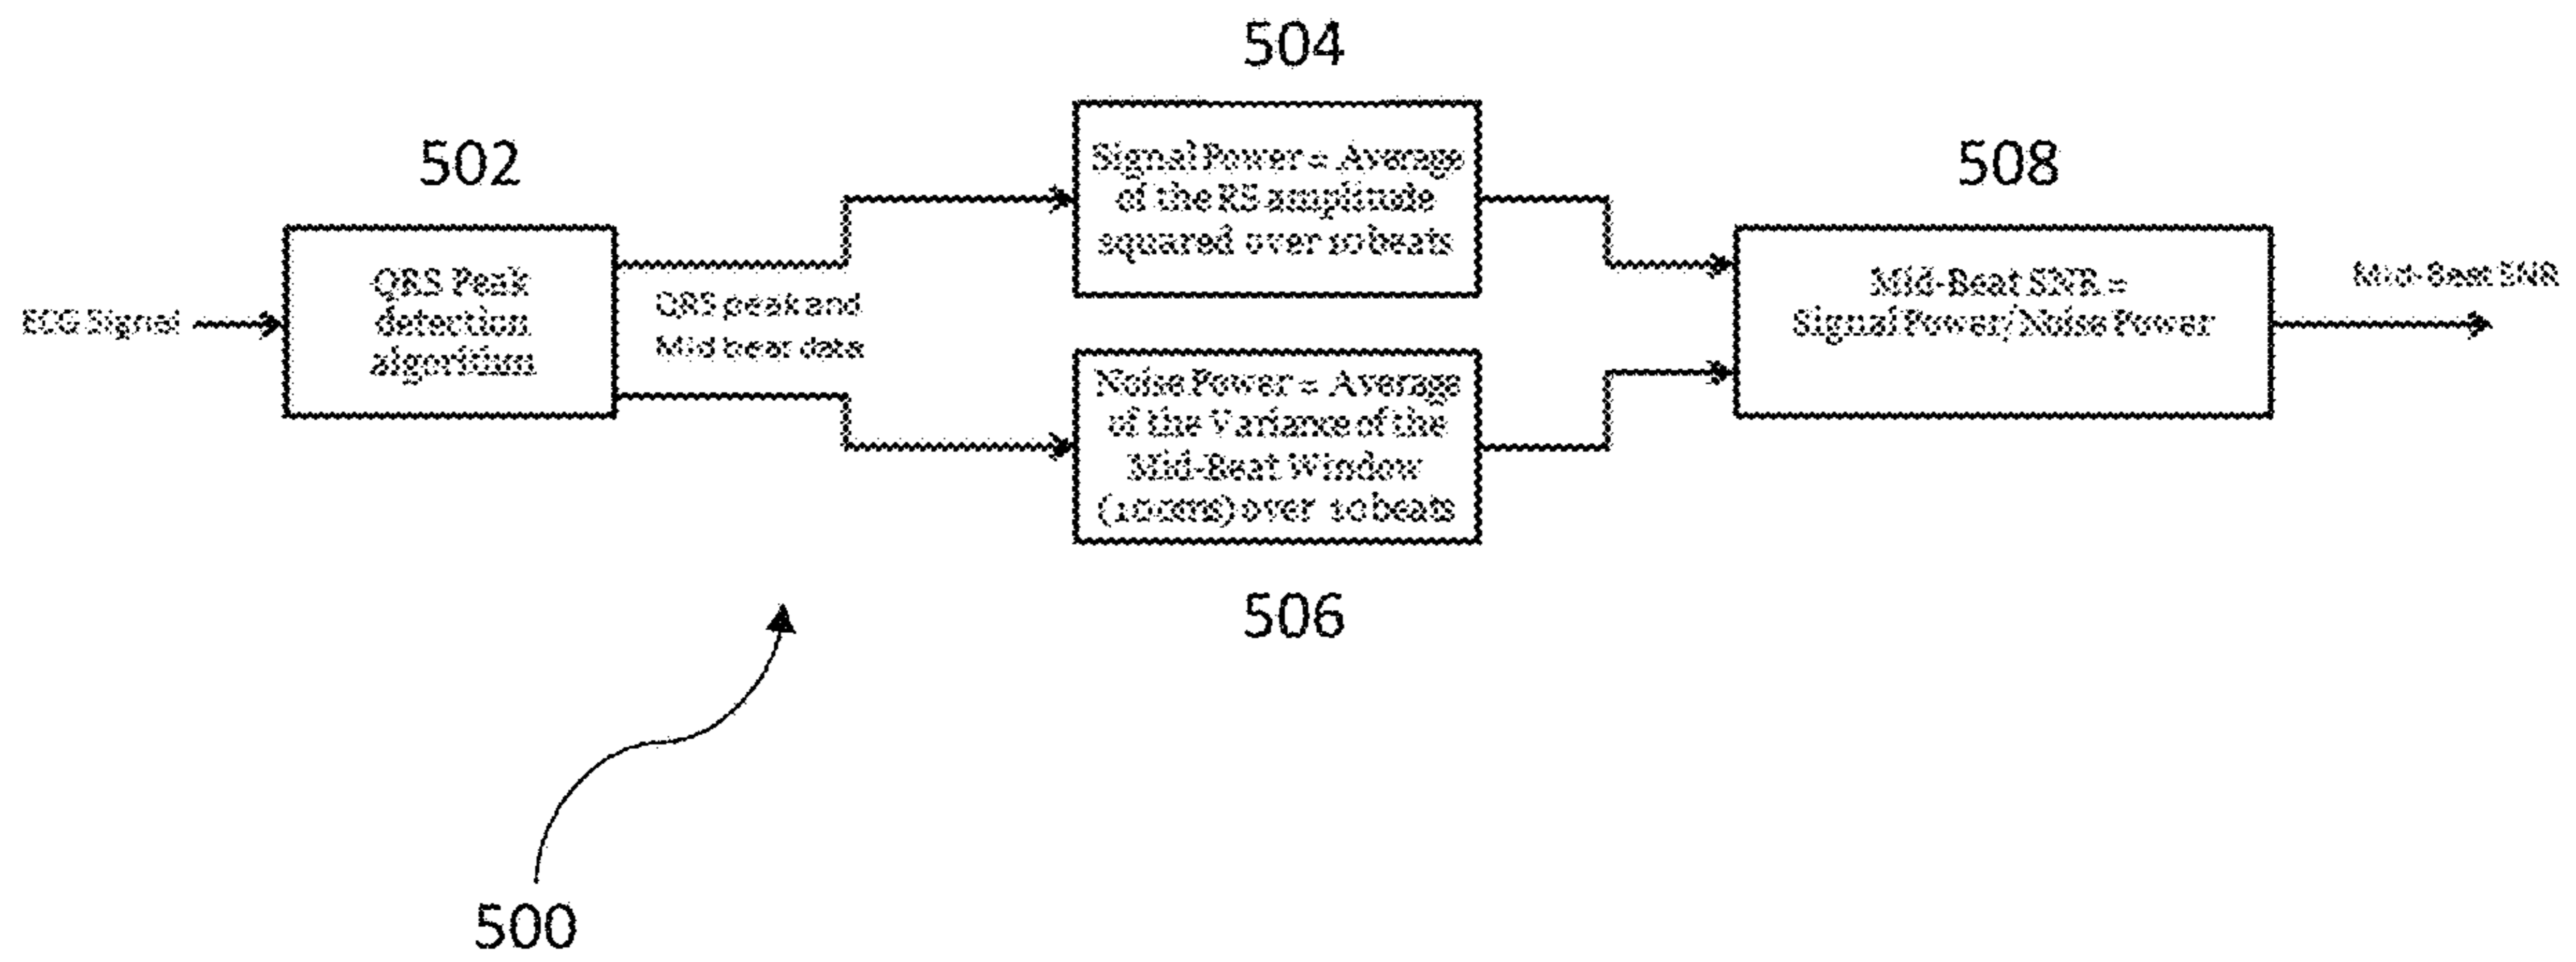 504
502
508
Signal Power = Average
of the RS amplitude
squared over 10 beats
QRS Peak
detection
algorithm
ECG Signal
QRS peak and
Mid beat data
Mid-Beat SNR =
Signal Power/Noise Power
Mid-Beat SNR
Noise Power = Average
of the Variance of the
Mid-Beat Window
(100ms) over 10 beats
506
500